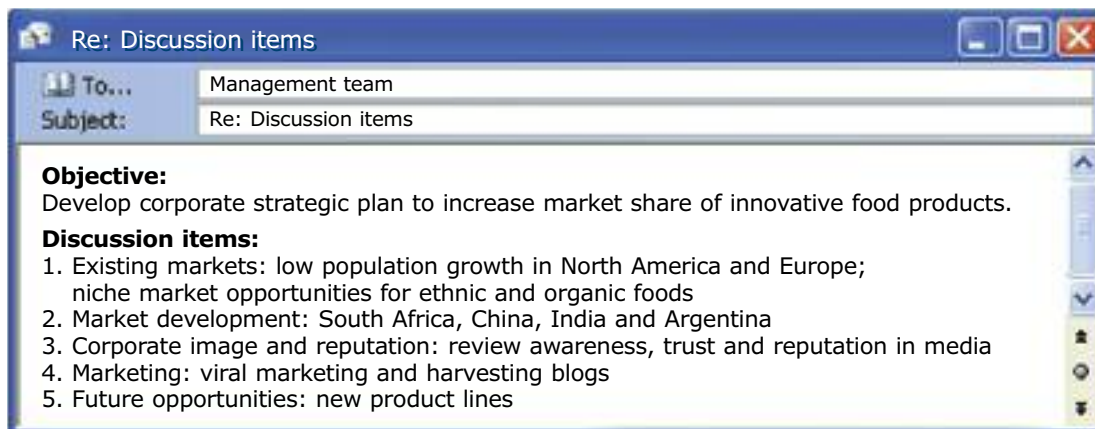 Re: Discussion items
To... Management team
Subject: Re: Discussion items
Objective:
Develop corporate strategic plan to increase market share of innovative food products.
Discussion items:
1. Existing markets: low population growth in North America and Europe;
niche market opportunities for ethnic and organic foods
2. Market development: South Africa, China, India and Argentina
3. Corporate image and reputation: review awareness, trust and reputation in media
4. Marketing: viral marketing and harvesting blogs
5. Future opportunities: new product lines